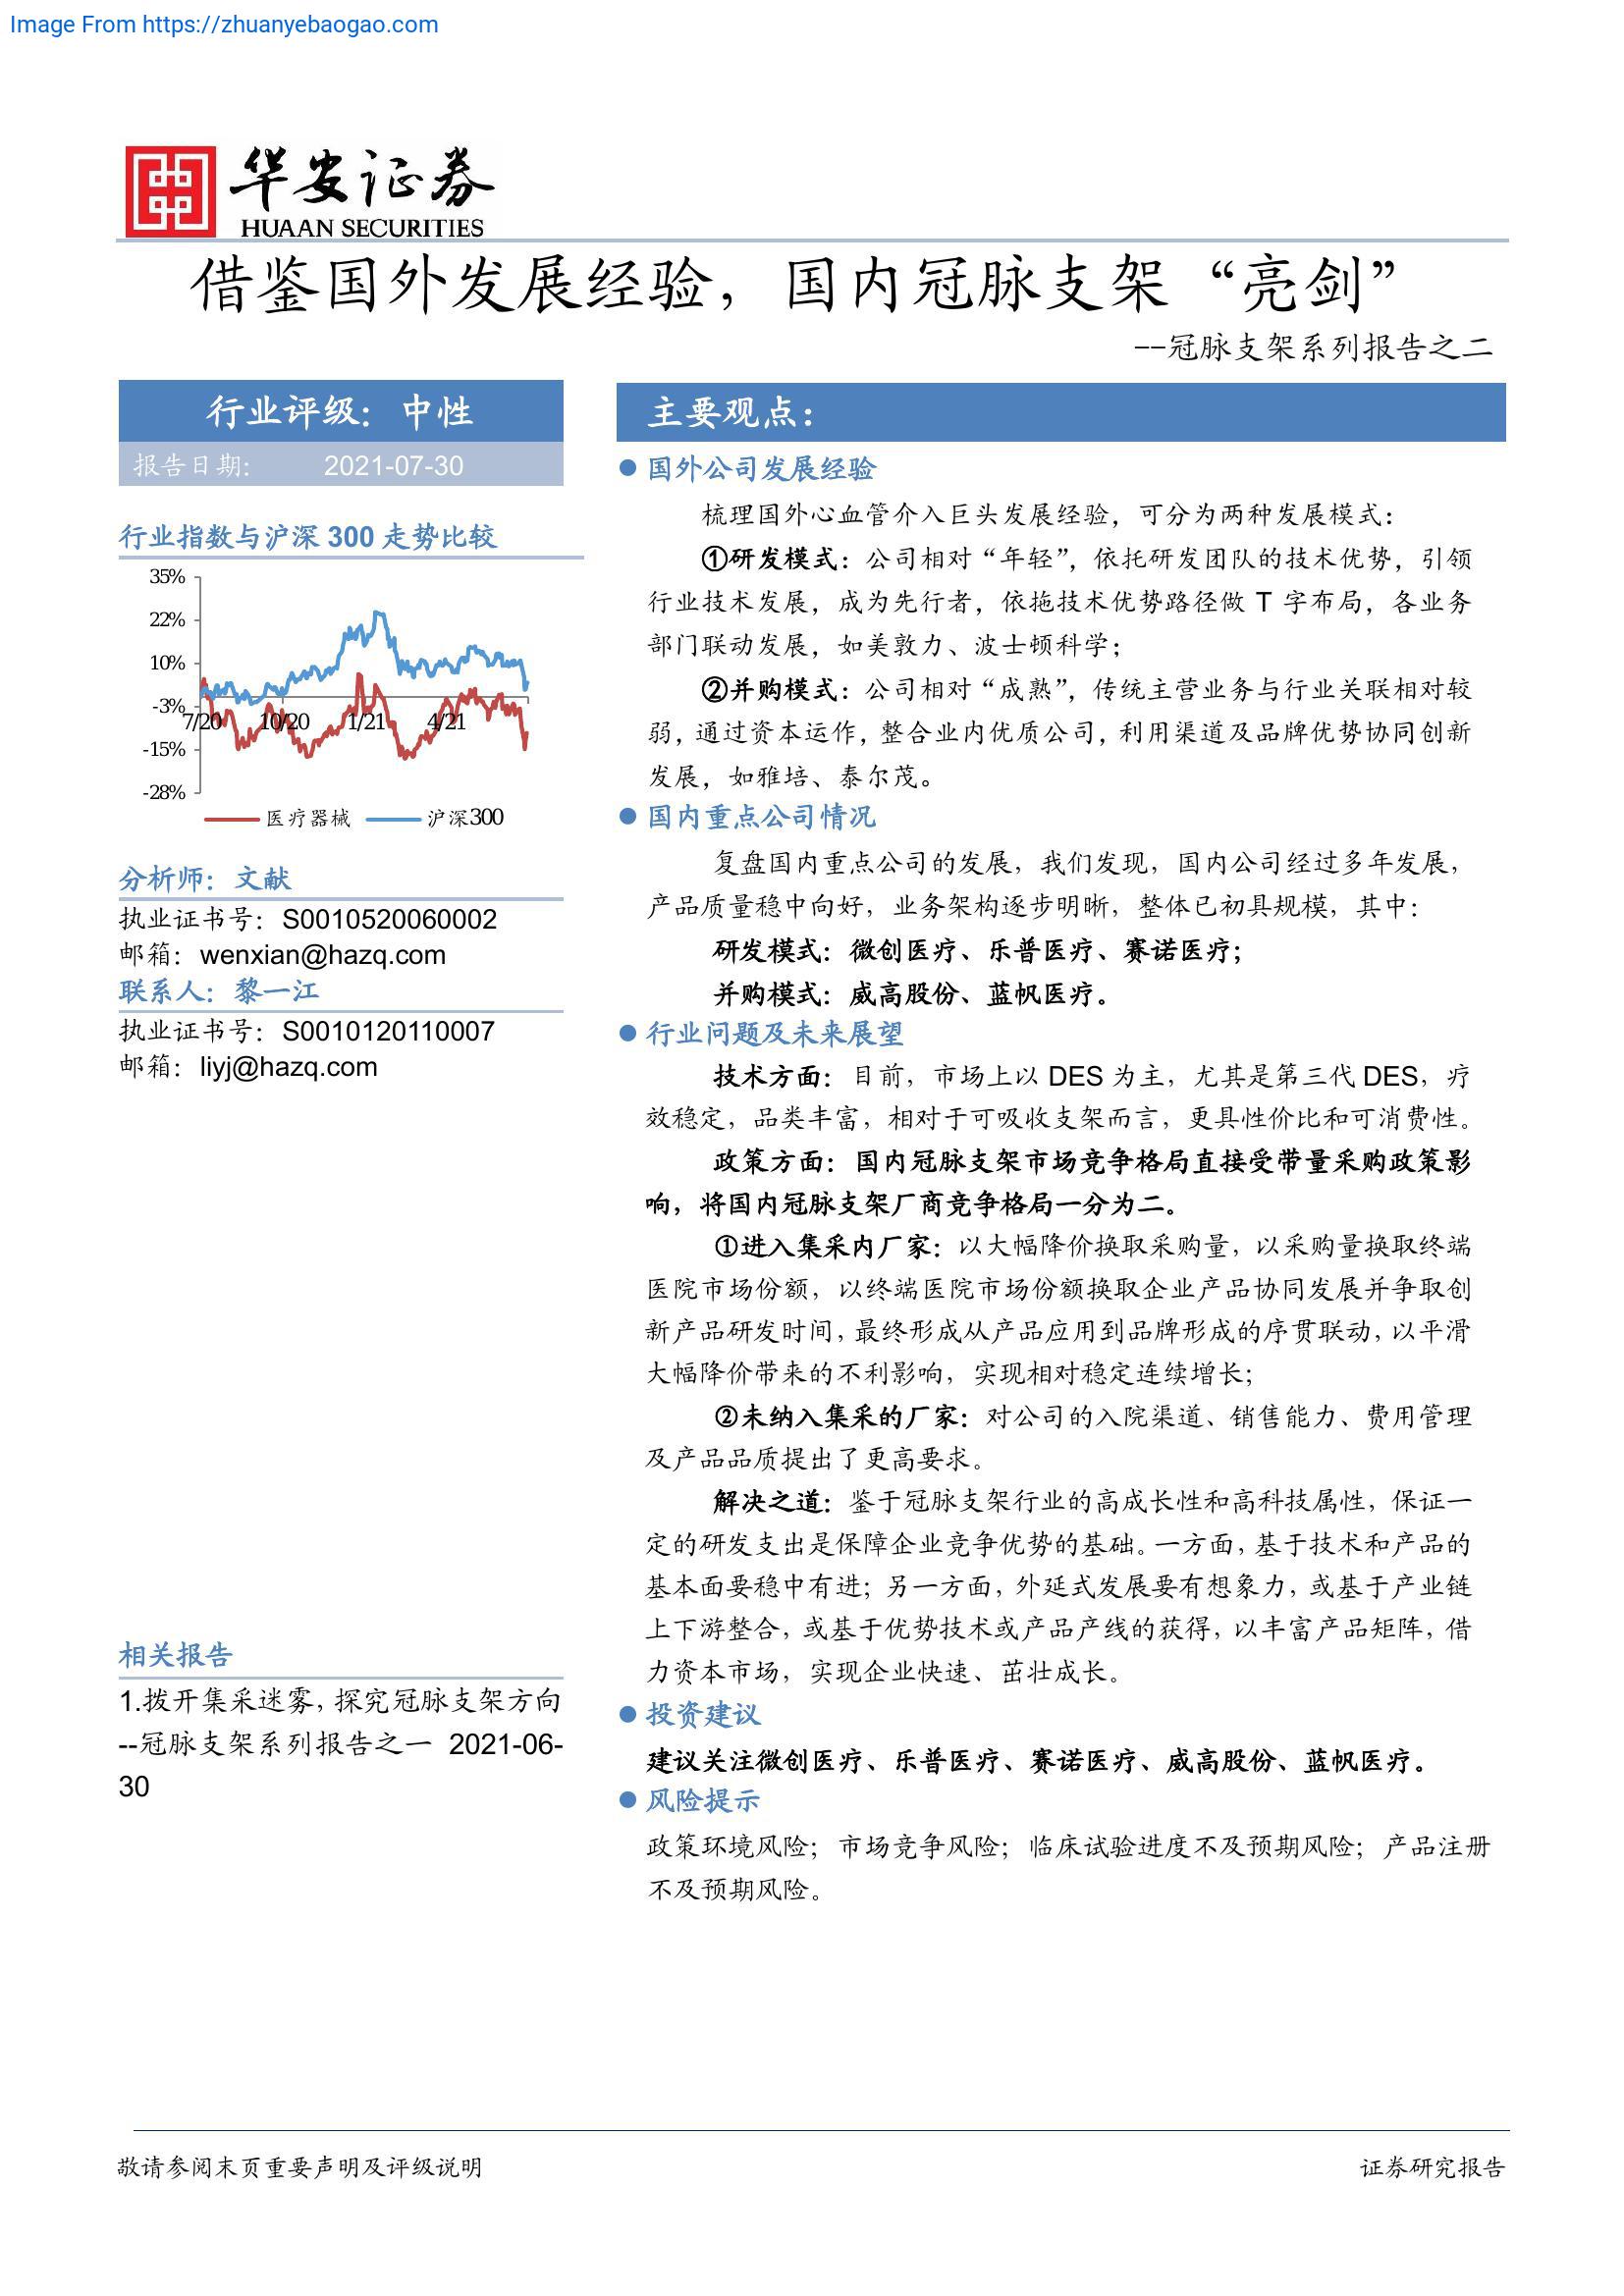 Image From https://zhuanyebaogao.com
华安证券
HUAAN SECURITIES
借鉴国外发展经验，国内冠脉支架“亮剑”
--冠脉支架系列报告之二
行业评级：中性
报告日期： 2021-07-30
行业指数与沪深 300 走势比较
35%
22%
10%
-3%
7/20 10/20 1/21 4/21
-15%
-28%
医疗器械 沪深300
分析师：文献
执业证书号：S0010520060002
邮箱：wenxian@hazq.com
联系人：黎一江
执业证书号：S0010120110007
邮箱：liyj@hazq.com
相关报告
1.拨开集采迷雾，探究冠脉支架方向
--冠脉支架系列报告之一 2021-06-
30
主要观点：
国外公司发展经验
梳理国外心血管介入巨头发展经验，可分为两种发展模式：
①研发模式：公司相对“年轻”，依托研发团队的技术优势，引领
行业技术发展，成为先行者，依拖技术优势路径做 T 字布局，各业务
部门联动发展，如美敦力、波士顿科学；
②并购模式：公司相对“成熟”，传统主营业务与行业关联相对较
弱，通过资本运作，整合业内优质公司，利用渠道及品牌优势协同创新
发展，如雅培、泰尔茂。
国内重点公司情况
复盘国内重点公司的发展，我们发现，国内公司经过多年发展，
产品质量稳中向好，业务架构逐步明晰，整体已初具规模，其中：
研发模式：微创医疗、乐普医疗、赛诺医疗；
并购模式：威高股份、蓝帆医疗。
行业问题及未来展望
技术方面：目前，市场上以 DES 为主，尤其是第三代 DES，疗
效稳定，品类丰富，相对于可吸收支架而言，更具性价比和可消费性。
政策方面：国内冠脉支架市场竞争格局直接受带量采购政策影
响，将国内冠脉支架厂商竞争格局一分为二。
①进入集采内厂家：以大幅降价换取采购量，以采购量换取终端
医院市场份额，以终端医院市场份额换取企业产品协同发展并争取创
新产品研发时间，最终形成从产品应用到品牌形成的序贯联动，以平滑
大幅降价带来的不利影响，实现相对稳定连续增长；
②未纳入集采的厂家：对公司的入院渠道、销售能力、费用管理
及产品品质提出了更高要求。
解决之道：鉴于冠脉支架行业的高成长性和高科技属性，保证一
定的研发支出是保障企业竞争优势的基础。一方面，基于技术和产品的
基本面要稳中有进；另一方面，外延式发展要有想象力，或基于产业链
上下游整合，或基于优势技术或产品产线的获得，以丰富产品矩阵，借
力资本市场，实现企业快速、茁壮成长。
投资建议
建议关注微创医疗、乐普医疗、赛诺医疗、威高股份、蓝帆医疗。
风险提示
政策环境风险；市场竞争风险；临床试验进度不及预期风险；产品注册
不及预期风险。
敬请参阅末页重要声明及评级说明 证券研究报告